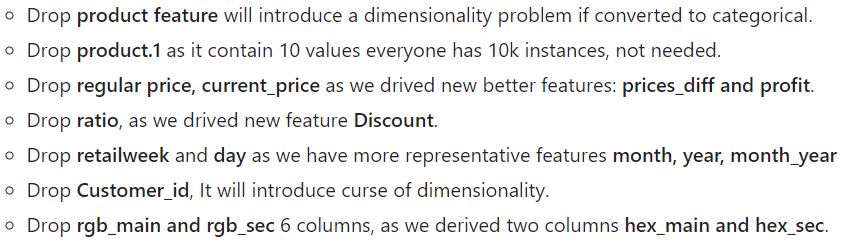 Drop product feature will introduce a dimensionality problem if converted to categorical.
Drop product.1 as it contain 10 values everyone has 10k instances, not needed.
Drop regular price, current_price as we drived new better features: prices_diff and profit.
Drop ratio, as we drived new feature Discount.
Drop retailweek and day as we have more representative features month, year, month_year
Drop Customer_id, It will introduce curse of dimensionality.
Drop rgb_main and rgb_sec 6 columns, as we derived two columns hex_main and hex_sec.